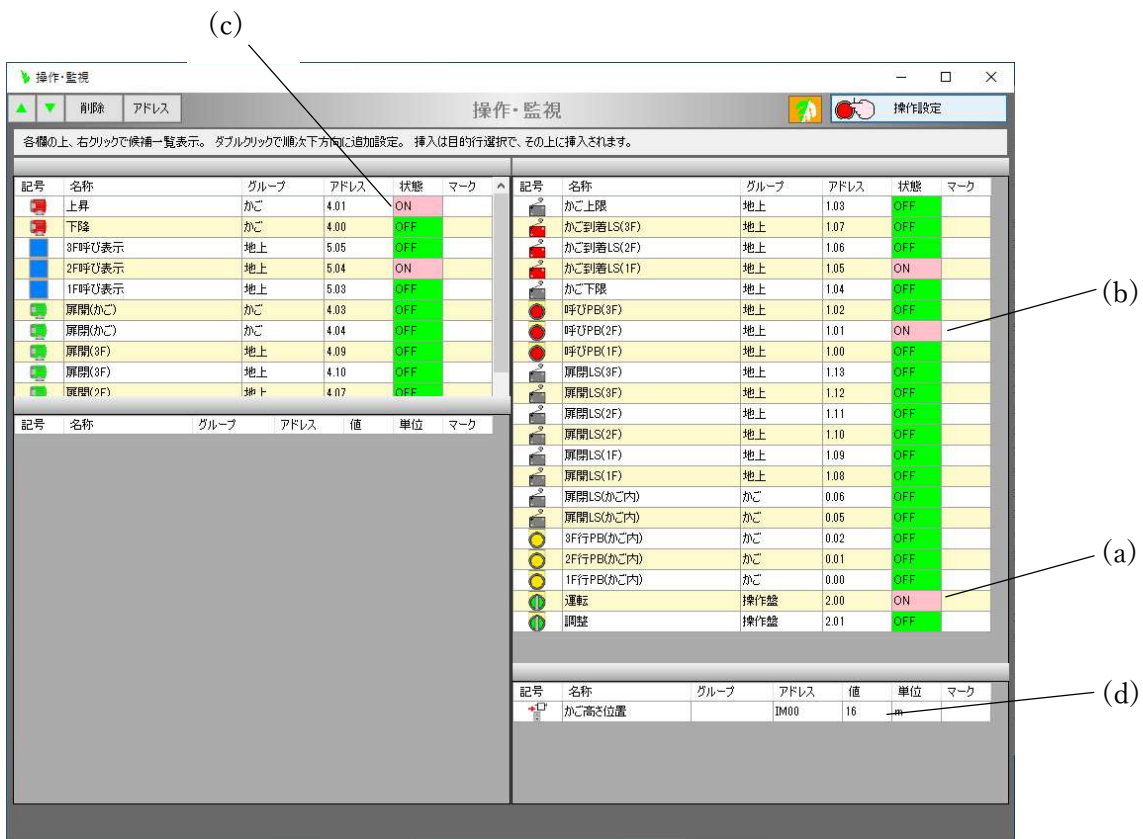 (c)
操作・監視
削除 アドレス 操作・監視 操作設定
各欄の上、右クリックで候補一覧表示。 ダブルクリックで順次下方向に追加設定。 挿入は目的行選択で、その上に挿入されます。
記号 名称 グループ アドレス 状態 マーク
上昇 かご 4.01 ON
下降 かご 4.00 OFF
3F呼び表示 地上 5.05 OFF
2F呼び表示 地上 5.04 ON
1F呼び表示 地上 5.03 OFF
扉閉(かご) かご 4.03 OFF
扉開(かご) かご 4.04 OFF
扉閉(3F) 地上 4.09 OFF
扉開(3F) 地上 4.10 OFF
扉閉(2F) 地上 4.07 OFF
記号 名称 グループ アドレス 値 単位 マーク
記号 名称 グループ アドレス 状態 マーク
かご上限 地上 1.03 OFF
かご到着LS(3F) 地上 1.07 OFF
かご到着LS(2F) 地上 1.06 OFF
かご到着LS(1F) 地上 1.05 ON
かご下限 地上 1.04 OFF
呼びPB(3F) 地上 1.02 OFF
呼びPB(2F) 地上 1.01 ON
(b)
呼びPB(1F) 地上 1.00 OFF
扉閉LS(3F) 地上 1.13 OFF
扉開LS(3F) 地上 1.12 OFF
扉閉LS(2F) 地上 1.11 OFF
扉開LS(2F) 地上 1.10 OFF
扉閉LS(1F) 地上 1.09 OFF
扉開LS(1F) 地上 1.08 OFF
扉閉LS(かご内) かご 0.06 OFF
扉開LS(かご内) かご 0.05 OFF
3F行PB(かご内) かご 0.02 OFF
2F行PB(かご内) かご 0.01 OFF
(a)
1F行PB(かご内) かご 0.00 OFF
運転 操作盤 2.00 ON
調整 操作盤 2.01 OFF
記号 名称 グループ アドレス 値 単位 マーク
(d)
かご高さ位置 IM00 16 m